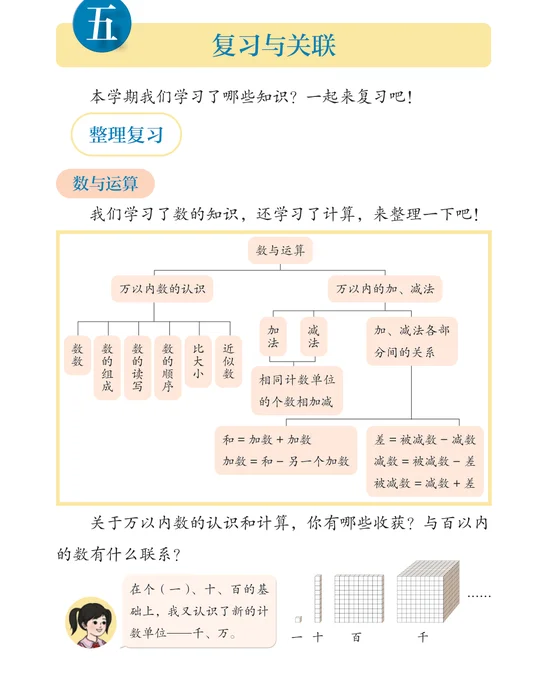 五
复习与关联
本学期我们学习了哪些知识？一起来复习吧！
整理复习
数与运算
我们学习了数的知识，还学习了计算，来整理一下吧！
数与运算
万以内数的认识
万以内的加、减法
数数
数的组成
数的读写
数的顺序
比大小
近似数
加法
减法
加、减法各部
分间的关系
相同计数单位
的个数相加减
和＝加数＋加数
加数＝和－另一个加数
差＝被减数－减数
减数＝被减数－差
被减数＝减数＋差
关于万以内数的认识和计算，你有哪些收获？与百以内
的数有什么联系？
在个（一）、十、百的基
础上，我又认识了新的计
数单位——千、万。
一 十 百 千
……